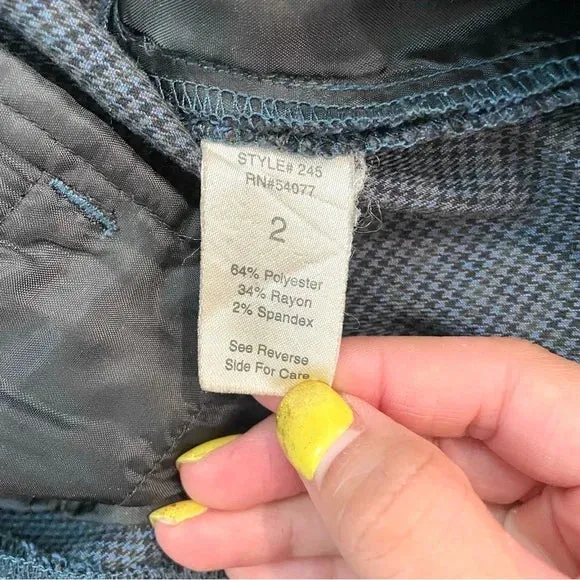 STYLE# 245
RN#54077
2
64% Polyester
34% Rayon
2% Spandex
See Reverse
Side For Care